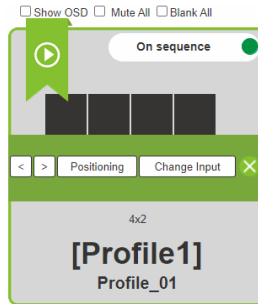 Show OSD Mute All Blank All
On sequence
< > Positioning Change Input
4x2
[Profile1]
Profile_01